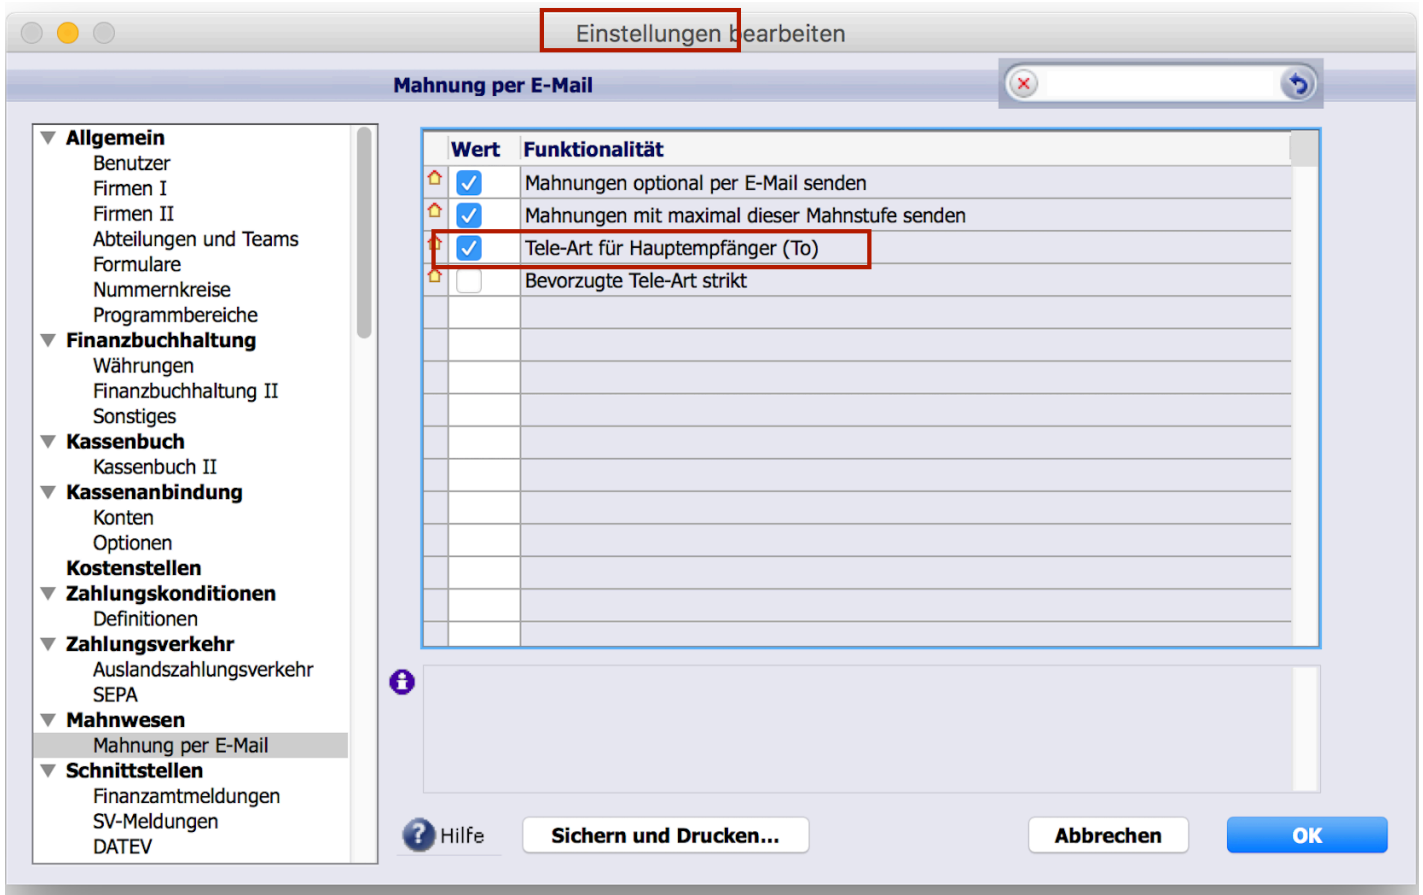 Einstellungen bearbeiten
Mahnung per E-Mail
Allgemein
Benutzer
Firmen I
Firmen II
Abteilungen und Teams
Formulare
Nummernkreise
Programmbereiche
Finanzbuchhaltung
Währungen
Finanzbuchhaltung II
Sonstiges
Kassenbuch
Kassenbuch II
Kassenanbindung
Konten
Optionen
Kostenstellen
Zahlungskonditionen
Definitionen
Zahlungsverkehr
Auslandszahlungsverkehr
SEPA
Mahnwesen
Mahnung per E-Mail
Schnittstellen
Finanzamtmeldungen
SV-Meldungen
DATEV
Wert Funktionalität
Mahnungen optional per E-Mail senden
Mahnungen mit maximal dieser Mahnstufe senden
Tele-Art für Hauptempfänger (To)
Bevorzugte Tele-Art strikt
Hilfe Sichern und Drucken... Abbrechen OK